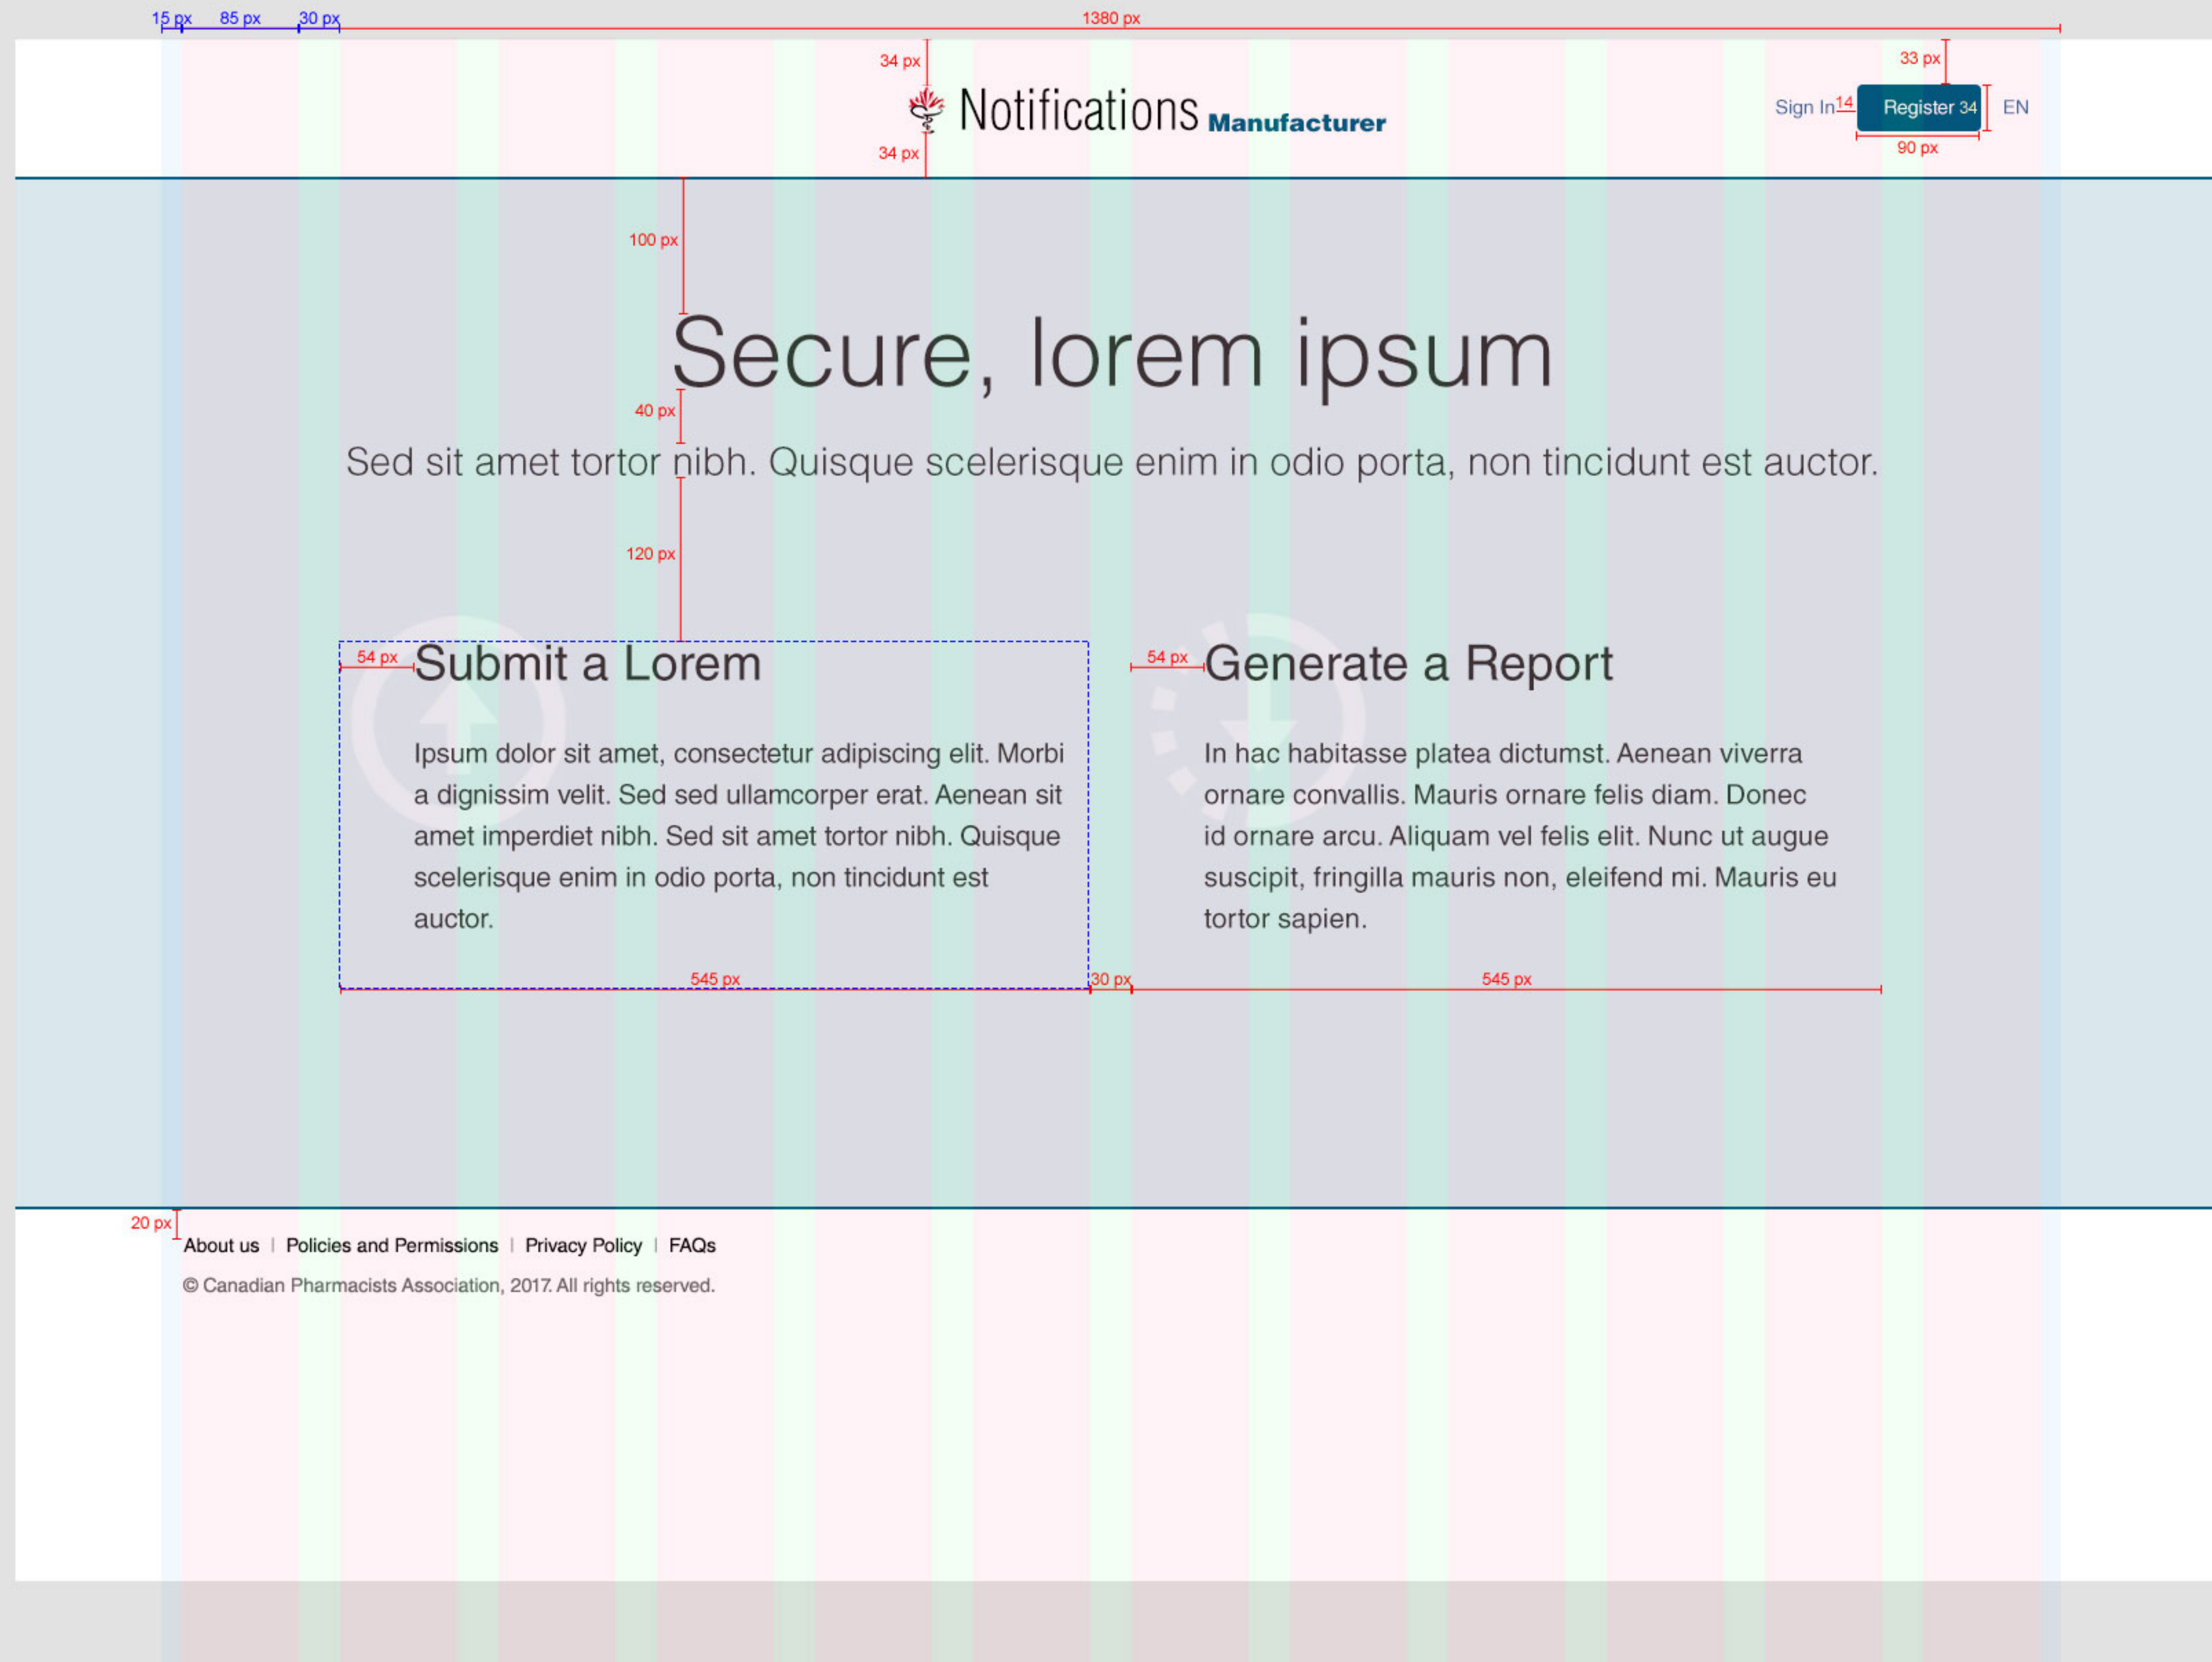 15 px 85 px 30 px 1380 px
34 px
33 px
Notifications Manufacturer
Sign In 14 Register 34 EN
34 px
90 px
100 px
Secure, lorem ipsum
40 px
Sed sit amet tortor nibh. Quisque scelerisque enim in odio porta, non tincidunt est auctor.
120 px
54 px Submit a Lorem
Ipsum dolor sit amet, consectetur adipiscing elit. Morbi
a dignissim velit. Sed sed ullamcorper erat. Aenean sit
amet imperdiet nibh. Sed sit amet tortor nibh. Quisque
scelerisque enim in odio porta, non tincidunt est
auctor.
54 px Generate a Report
In hac habitasse platea dictumst. Aenean viverra
ornare convallis. Mauris ornare felis diam. Donec
id ornare arcu. Aliquam vel felis elit. Nunc ut augue
suscipit, fringilla mauris non, eleifend mi. Mauris eu
tortor sapien.
545 px 30 px 545 px
20 px
About us | Policies and Permissions | Privacy Policy | FAQs
© Canadian Pharmacists Association, 2017. All rights reserved.